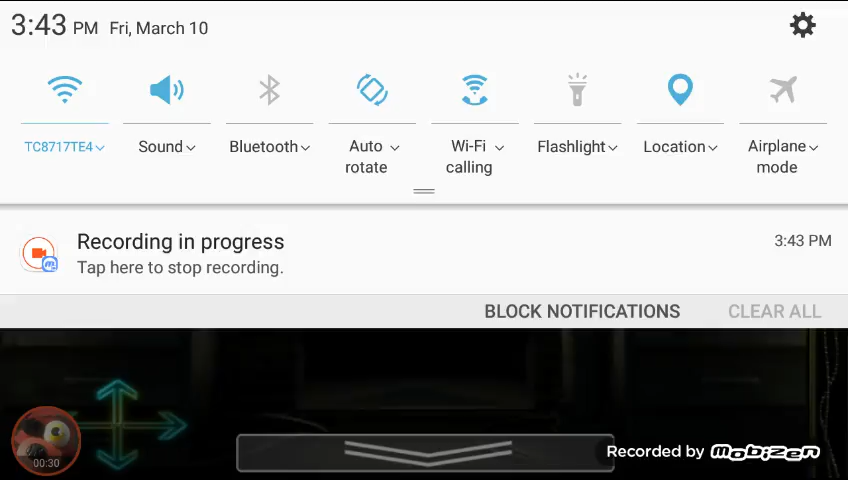 3:43 PM Fri, March 10
TC8717TE4
Sound
Bluetooth
Auto rotate
Wi-Fi calling
Flashlight
Location
Airplane mode
Recording in progress
3:43 PM
Tap here to stop recording.
BLOCK NOTIFICATIONS
CLEAR ALL
00:30
Recorded by Mobizen